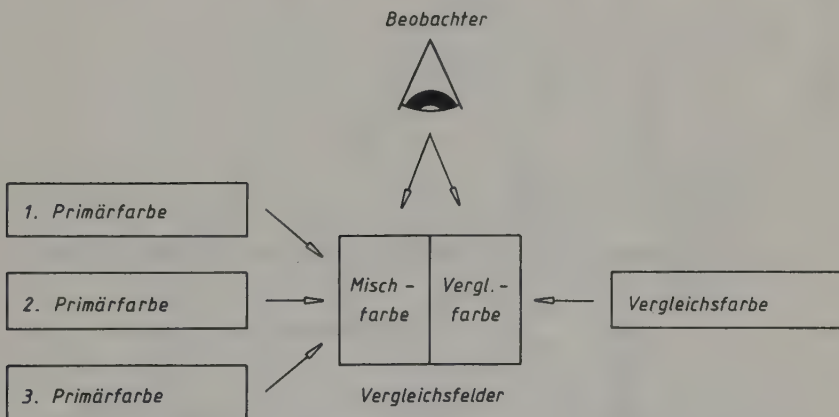 Beobachter
1. Primärfarbe
2. Primärfarbe
3. Primärfarbe
Misch-
farbe
Vergl.-
farbe
Vergleichsfarbe
Vergleichsfelder